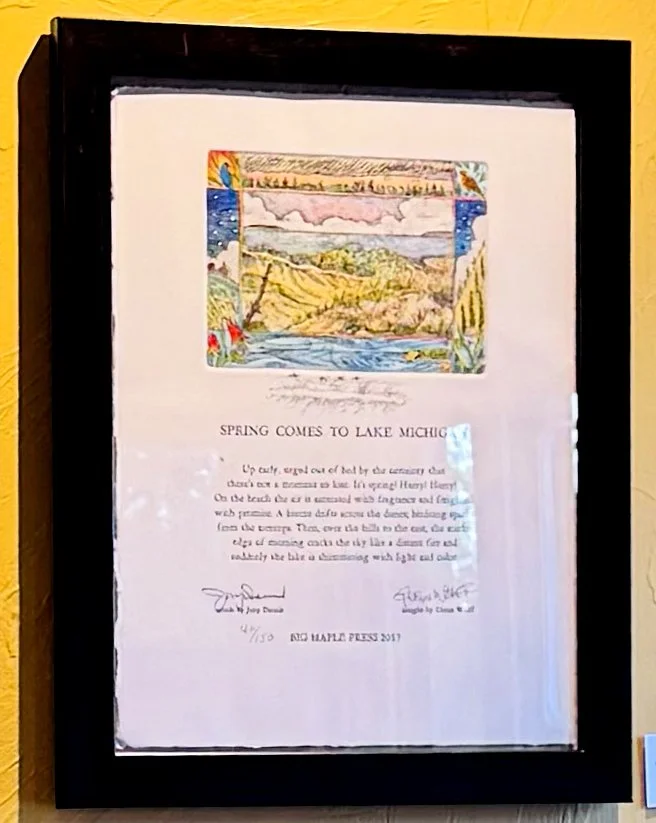 SPRING COMES TO LAKE MICHIG
Up early, urged out of bed by the certainty that
there's not a moment to lose. It's spring! Hurry! Hurry!
On the beach the air is saturated with fragrance and
with promise. A breeze drifts across the dunes,
from the treetops. Then, over the hills to the east, the
edge of morning cracks the sky like a distant fire and
suddenly the lake is shimmering with light and color.
words by Jerry Dennis
images by Glenn Wolff
/150 BIG MAPLE PRESS 2017